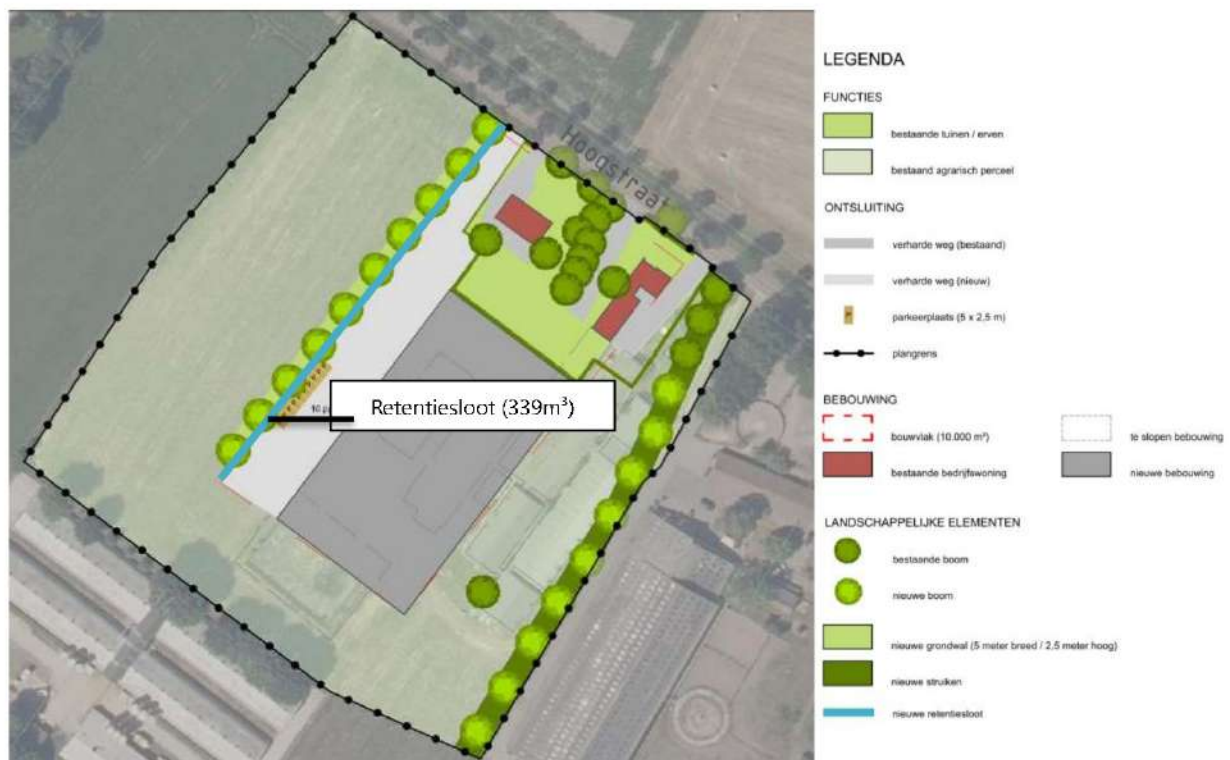 Hoogstraat
10 p
Retentiesloot (339m³)
LEGENDA
FUNCTIES
bestaande tuinen / erven
bestaand agrarisch perceel
ONTSLUITING
verharde weg (bestaand)
verharde weg (nieuw)
parkeerplaats (5 x 2,5 m)
plangrens
BEBOUWING
bouwvlak (10.000 m²)
te slopen bebouwing
bestaande bedrijfswoning
nieuwe bebouwing
LANDSCHAPPELIJKE ELEMENTEN
bestaande boom
nieuwe boom
nieuwe grondwal (5 meter breed / 2,5 meter hoog)
nieuwe struiken
nieuwe retentiesloot